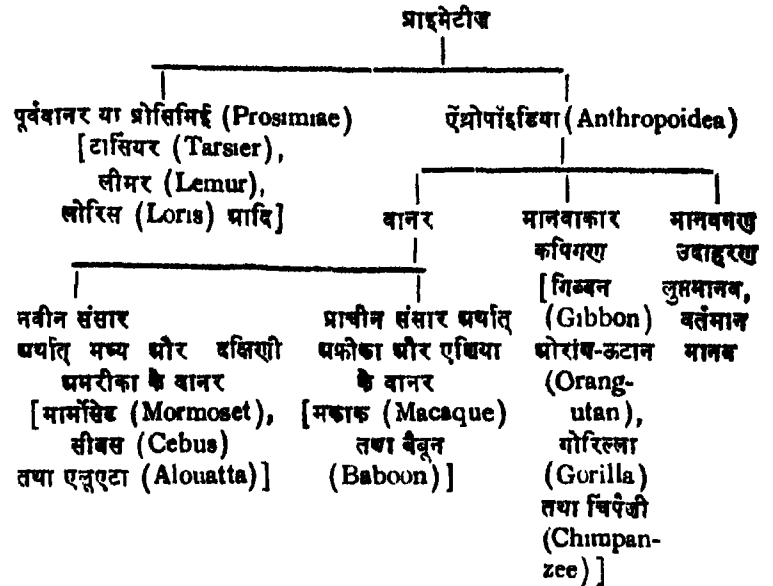 प्राइमेटीज
पूर्ववानर या प्रोसिमिई (Prosimiae)
[टार्सियर (Tarsier),
लीमर (Lemur),
लोरिस (Loris) आदि]
ऐंथ्रोपॉइडिया (Anthropoidea)
वानर
नवीन संसार
अर्थात् मध्य और दक्षिणी
अमरीका के वानर
[मार्मोसेट (Mormoset),
सीबस (Cebus)
तथा एलूएटा (Alouatta)]
प्राचीन संसार अर्थात्
अफ्रीका और एशिया
के वानर
[मकाक (Macaque)
तथा बैबून
(Baboon)]
मानवाकार
कपिगण
[गिब्बन
(Gibbon)
ओरांग-ऊटान
(Orang-
utan),
गोरिल्ला
(Gorilla)
तथा चिंपैंजी
(Chimpan-
zee)]
मानवगण
उदाहरण
लुप्तमानव,
वर्तमान
मानव